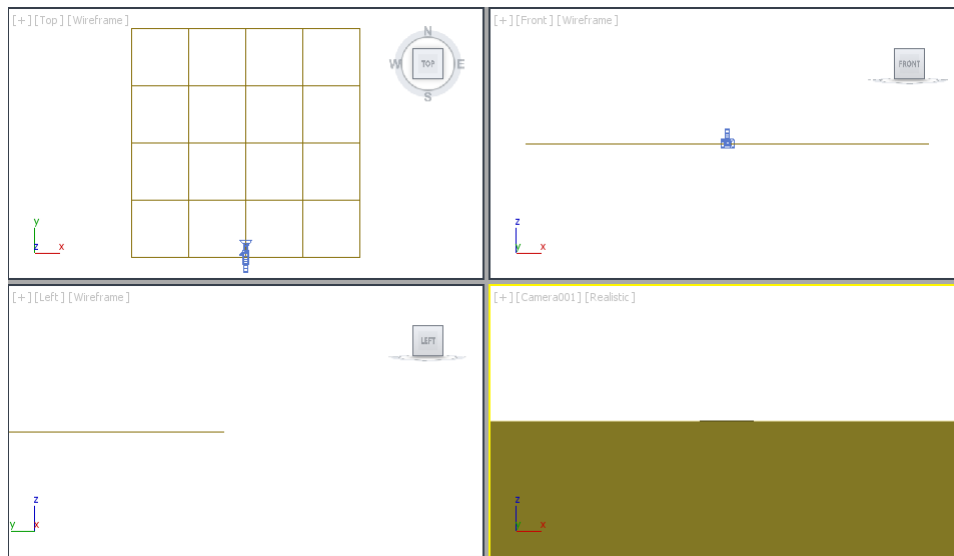 [+] [Top] [Wireframe]
N
W TOP E
S
y
z x
[+] [Front] [Wireframe]
FRONT
z
y x
[+] [Left] [Wireframe]
LEFT
z
y x
[+] [Camera001] [Realistic]
z
y x